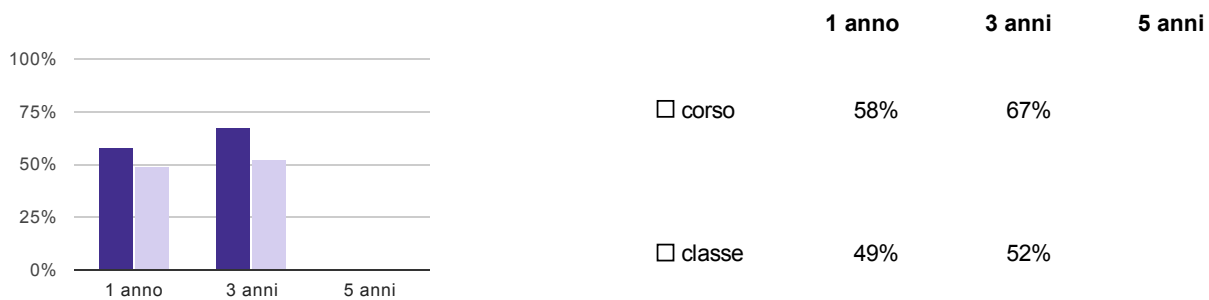 100%
75%
50%
25%
0%
1 anno 3 anni 5 anni
1 anno 3 anni 5 anni
corso 58% 67%
classe 49% 52%